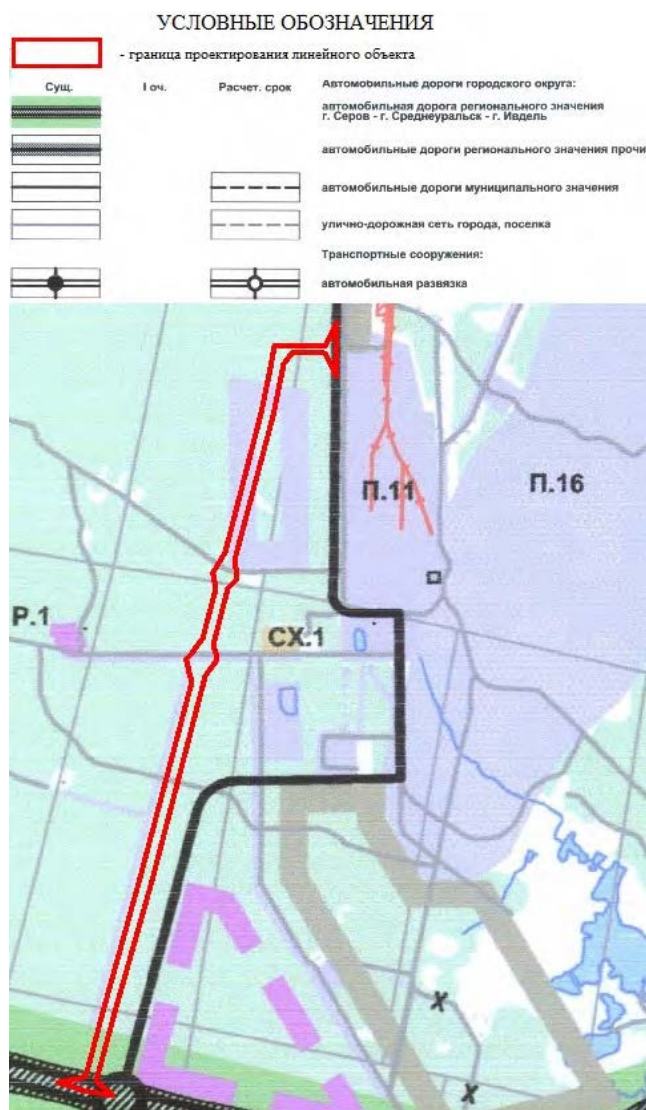 УСЛОВНЫЕ ОБОЗНАЧЕНИЯ
- граница проектирования линейного объекта
Сущ. I оч. Расчет. срок Автомобильные дороги городского округа:
автомобильная дорога регионального значения
г. Серов - г. Среднеуральск - г. Ивдель
автомобильные дороги регионального значения прочи
автомобильные дороги муниципального значения
улично-дорожная сеть города, поселка
Транспортные сооружения:
автомобильная развязка
П.11
П.16
Р.1
СХ.1
X
X